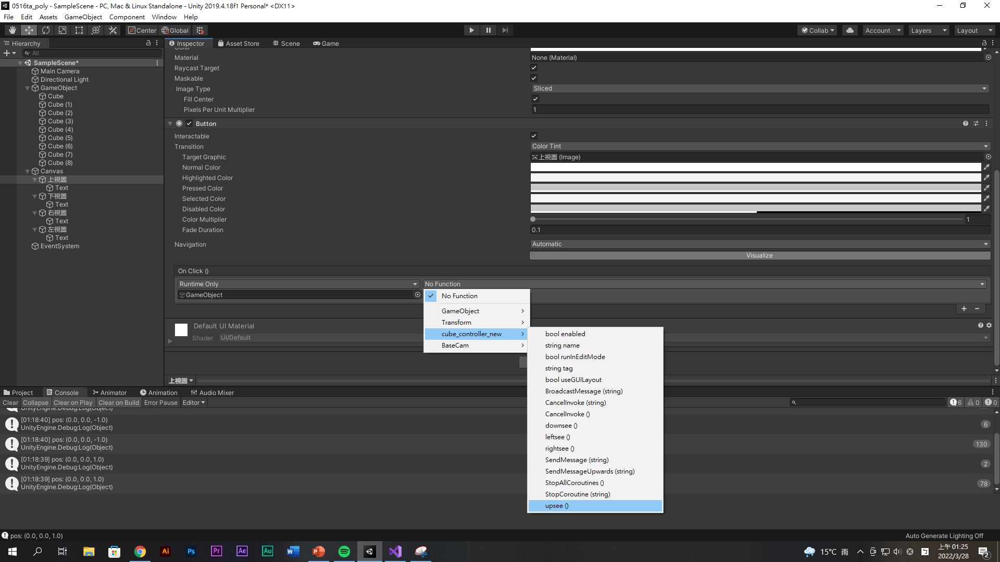 0516ta_poly - SampleScene - PC, Mac & Linux Standalone - Unity 2019.4.18f1 Personal* <DX11>
File Edit Assets GameObject Component Window Help
Center Global Collab Account Layers Layout
Hierarchy
Inspector Asset Store Scene Game
All
SampleScene*
Main Camera
Directional Light
GameObject
Cube
Cube (1)
Cube (2)
Cube (3)
Cube (4)
Cube (5)
Cube (6)
Cube (7)
Cube (8)
Canvas
上視圖
Text
下視圖
Text
右視圖
Text
左視圖
Text
EventSystem
Color
Material None (Material)
Raycast Target
Maskable
Image Type Sliced
Fill Center
Pixels Per Unit Multiplier 1
Button
Interactable
Transition Color Tint
Target Graphic 上視圖 (Image)
Normal Color
Highlighted Color
Pressed Color
Selected Color
Disabled Color
Color Multiplier 1
Fade Duration 0.1
Navigation Automatic
Visualize
On Click ()
Runtime Only No Function
GameObject
No Function
GameObject
Transform
cube_controller_new
BaseCam
bool enabled
string name
bool runInEditMode
string tag
bool useGUILayout
BroadcastMessage (string)
CancelInvoke (string)
CancelInvoke ()
downsee ()
leftsee ()
rightsee ()
SendMessage (string)
SendMessageUpwards (string)
StopAllCoroutines ()
StopCoroutine (string)
upsee ()
Default UI Material
Shader UI/Default
上視圖
Project Console Animator Animation Audio Mixer
Clear Collapse Clear on Play Clear on Build Error Pause Editor 6 0 0
UnityEngine.Debug:Log(Object)
[01:18:40] pos: (0.0, 0.0, -1.0)
UnityEngine.Debug:Log(Object)
6
[01:18:40] pos: (0.0, 0.0, -1.0)
UnityEngine.Debug:Log(Object)
130
[01:18:39] pos: (0.0, 0.0, 1.0)
UnityEngine.Debug:Log(Object)
2
[01:18:39] pos: (0.0, 0.0, 1.0)
UnityEngine.Debug:Log(Object)
78
pos: (0.0, 0.0, 1.0)
Auto Generate Lighting Off
Ai Ps Pr Ae Au W P
15°C 雨
上午 01:25
2022/3/28
2